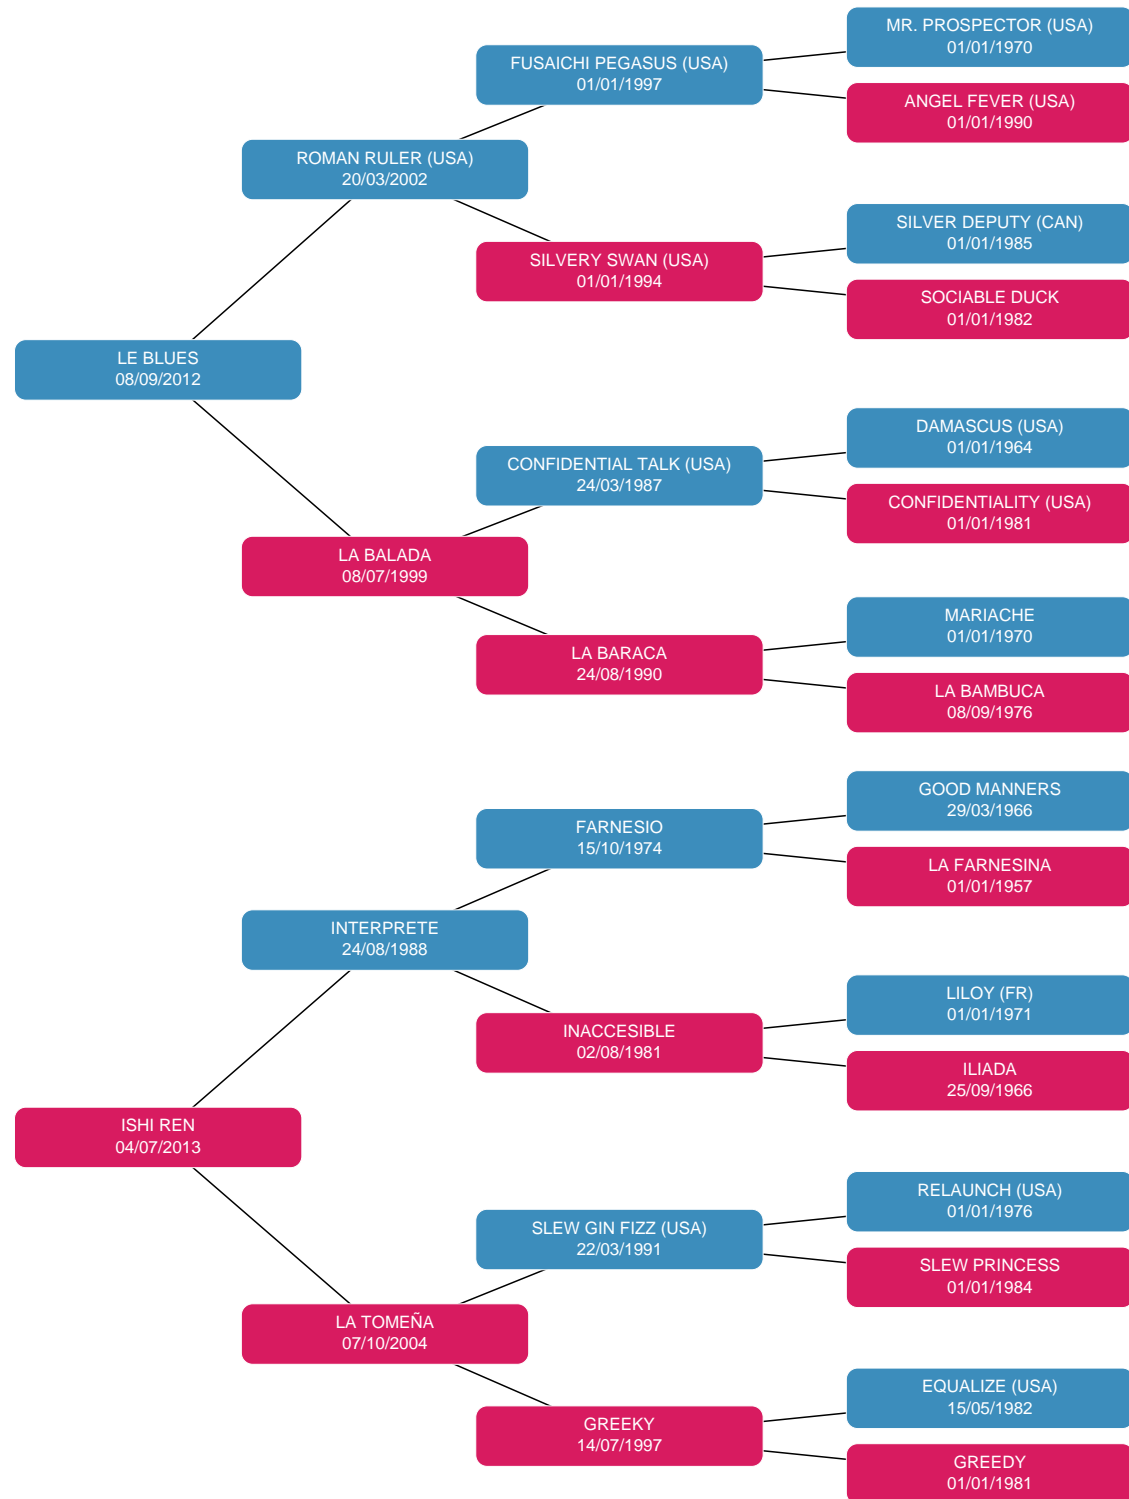 MR. PROSPECTOR (USA)
01/01/1970
FUSAICHI PEGASUS (USA)
01/01/1997
ANGEL FEVER (USA)
01/01/1990
ROMAN RULER (USA)
20/03/2002
SILVER DEPUTY (CAN)
01/01/1985
SILVERY SWAN (USA)
01/01/1994
SOCIABLE DUCK
01/01/1982
LE BLUES
08/09/2012
DAMASCUS (USA)
01/01/1964
CONFIDENTIAL TALK (USA)
24/03/1987
CONFIDENTIALITY (USA)
01/01/1981
LA BALADA
08/07/1999
MARIACHE
01/01/1970
LA BARACA
24/08/1990
LA BAMBUCA
08/09/1976
GOOD MANNERS
29/03/1966
FARNESIO
15/10/1974
LA FARNESINA
01/01/1957
INTERPRETE
24/08/1988
LILOY (FR)
01/01/1971
INACCESIBLE
02/08/1981
ILIADA
25/09/1966
ISHI REN
04/07/2013
RELAUNCH (USA)
01/01/1976
SLEW GIN FIZZ (USA)
22/03/1991
SLEW PRINCESS
01/01/1984
LA TOMEÑA
07/10/2004
EQUALIZE (USA)
15/05/1982
GREEKY
14/07/1997
GREEDY
01/01/1981